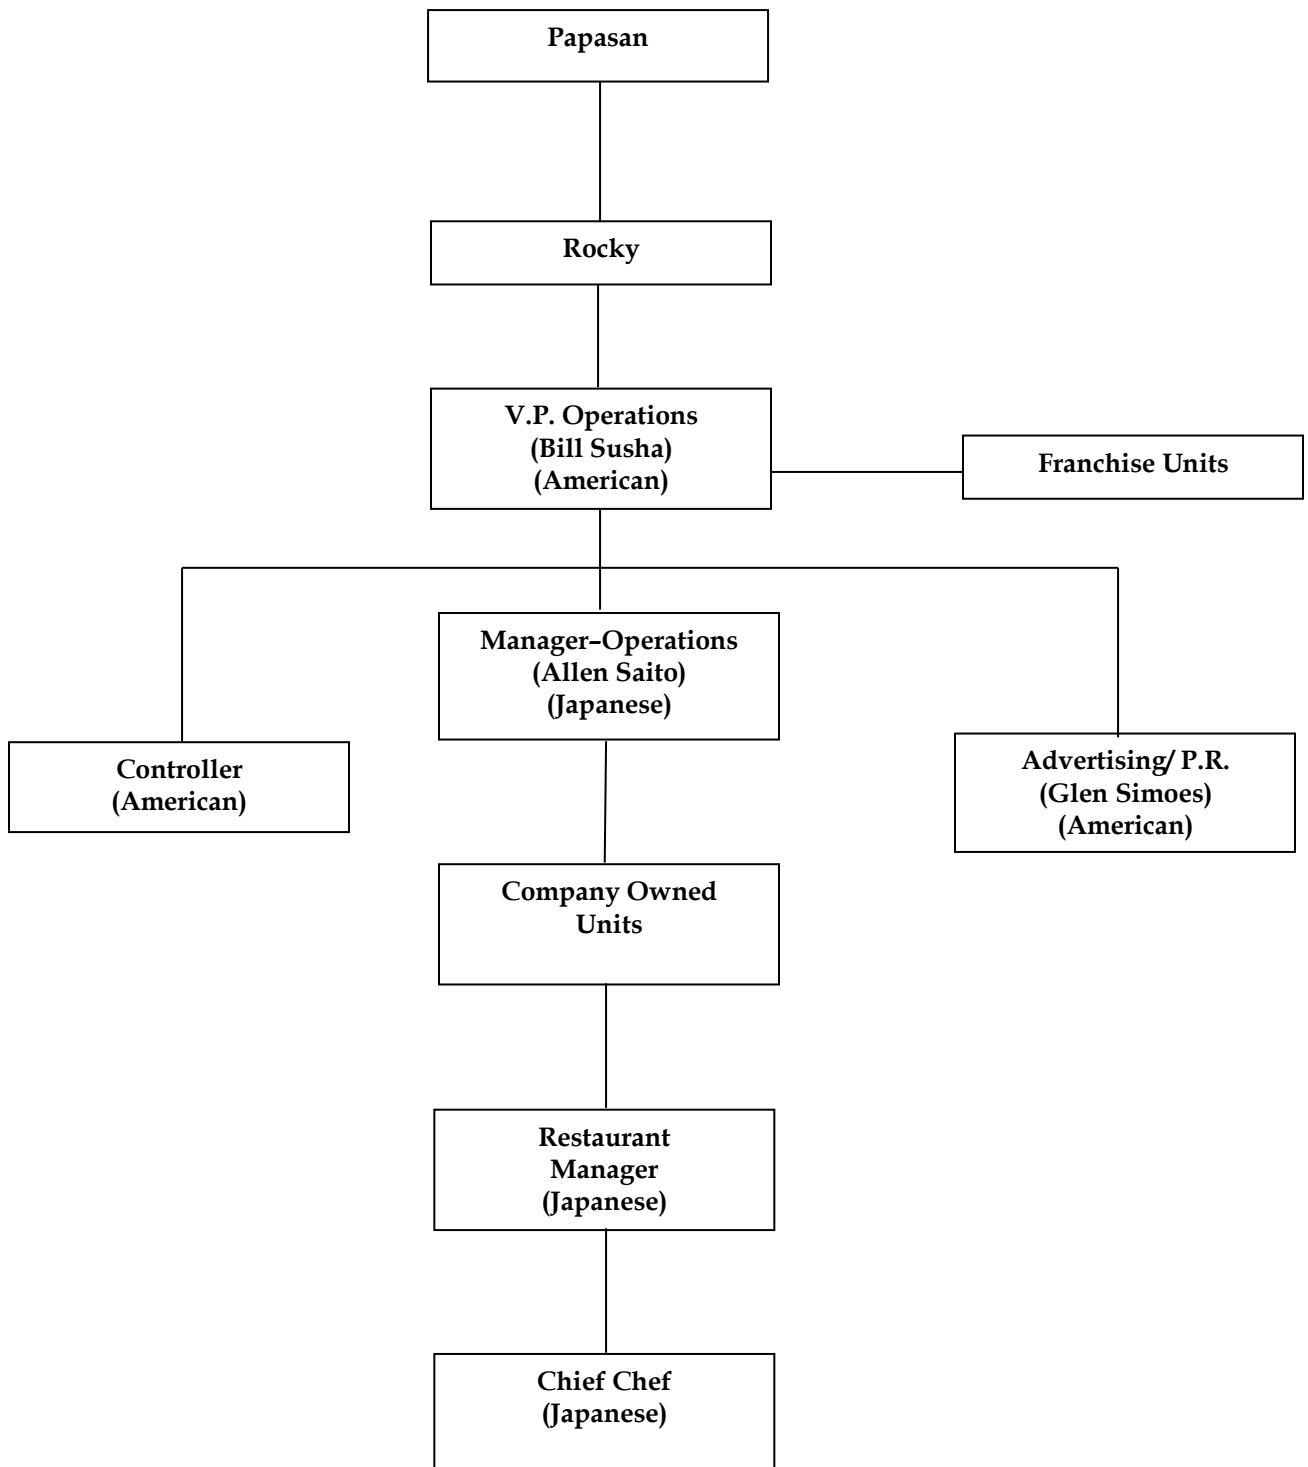 Papasan
Rocky
V.P. Operations
(Bill Susha)
(American)
Franchise Units
Manager–Operations
(Allen Saito)
(Japanese)
Controller
(American)
Advertising/ P.R.
(Glen Simoes)
(American)
Company Owned
Units
Restaurant
Manager
(Japanese)
Chief Chef
(Japanese)